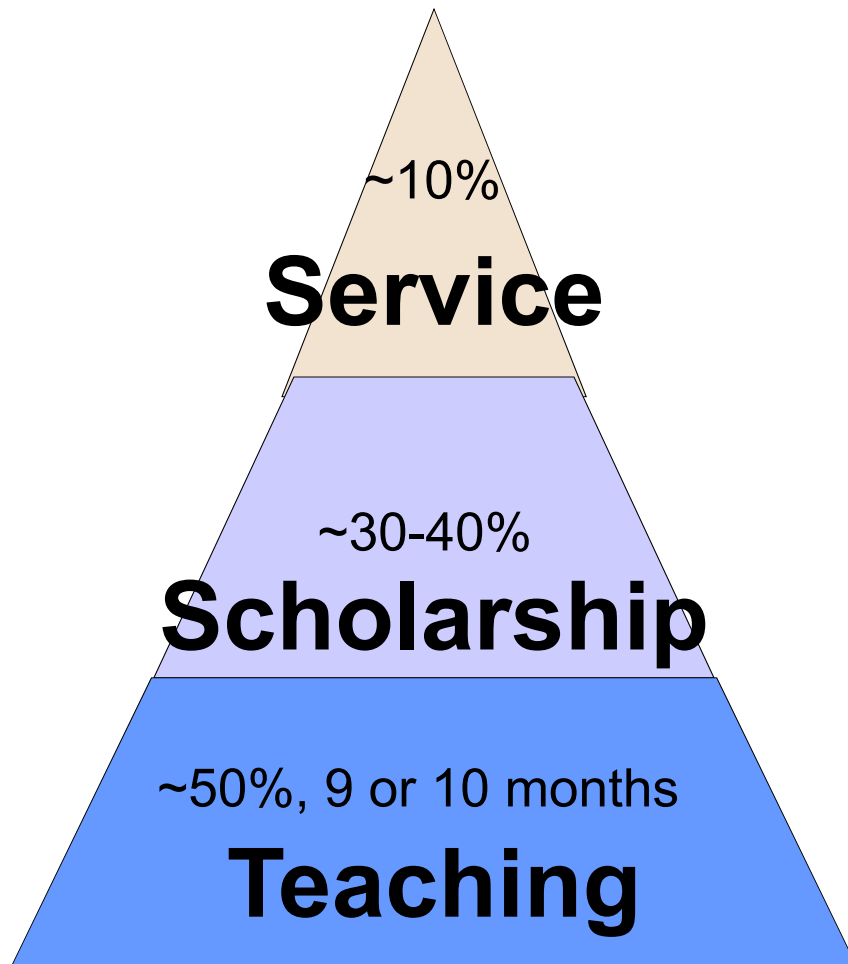 ~10%
Service
~30-40%
Scholarship
~50%, 9 or 10 months
Teaching